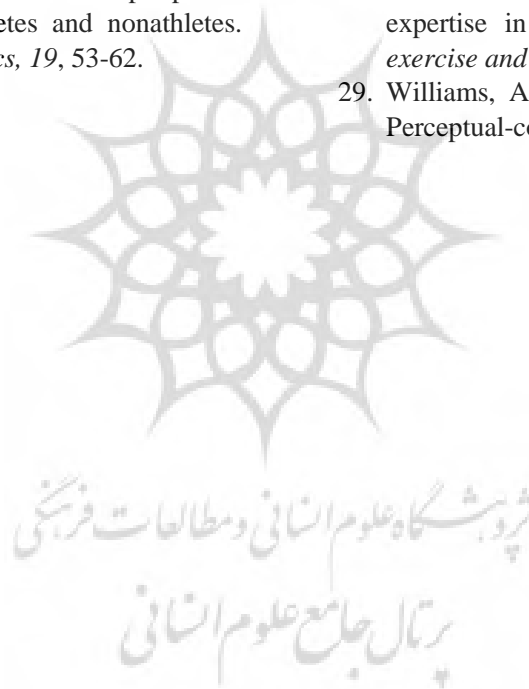 etes and nonathletes.
cs, 19, 53-62.
expertise in
exercise and
29. Williams, A
Perceptual-co
پژوهشگاه علوم انسانی و مطالعات فرهنگی
پرتال جامع علوم انسانی